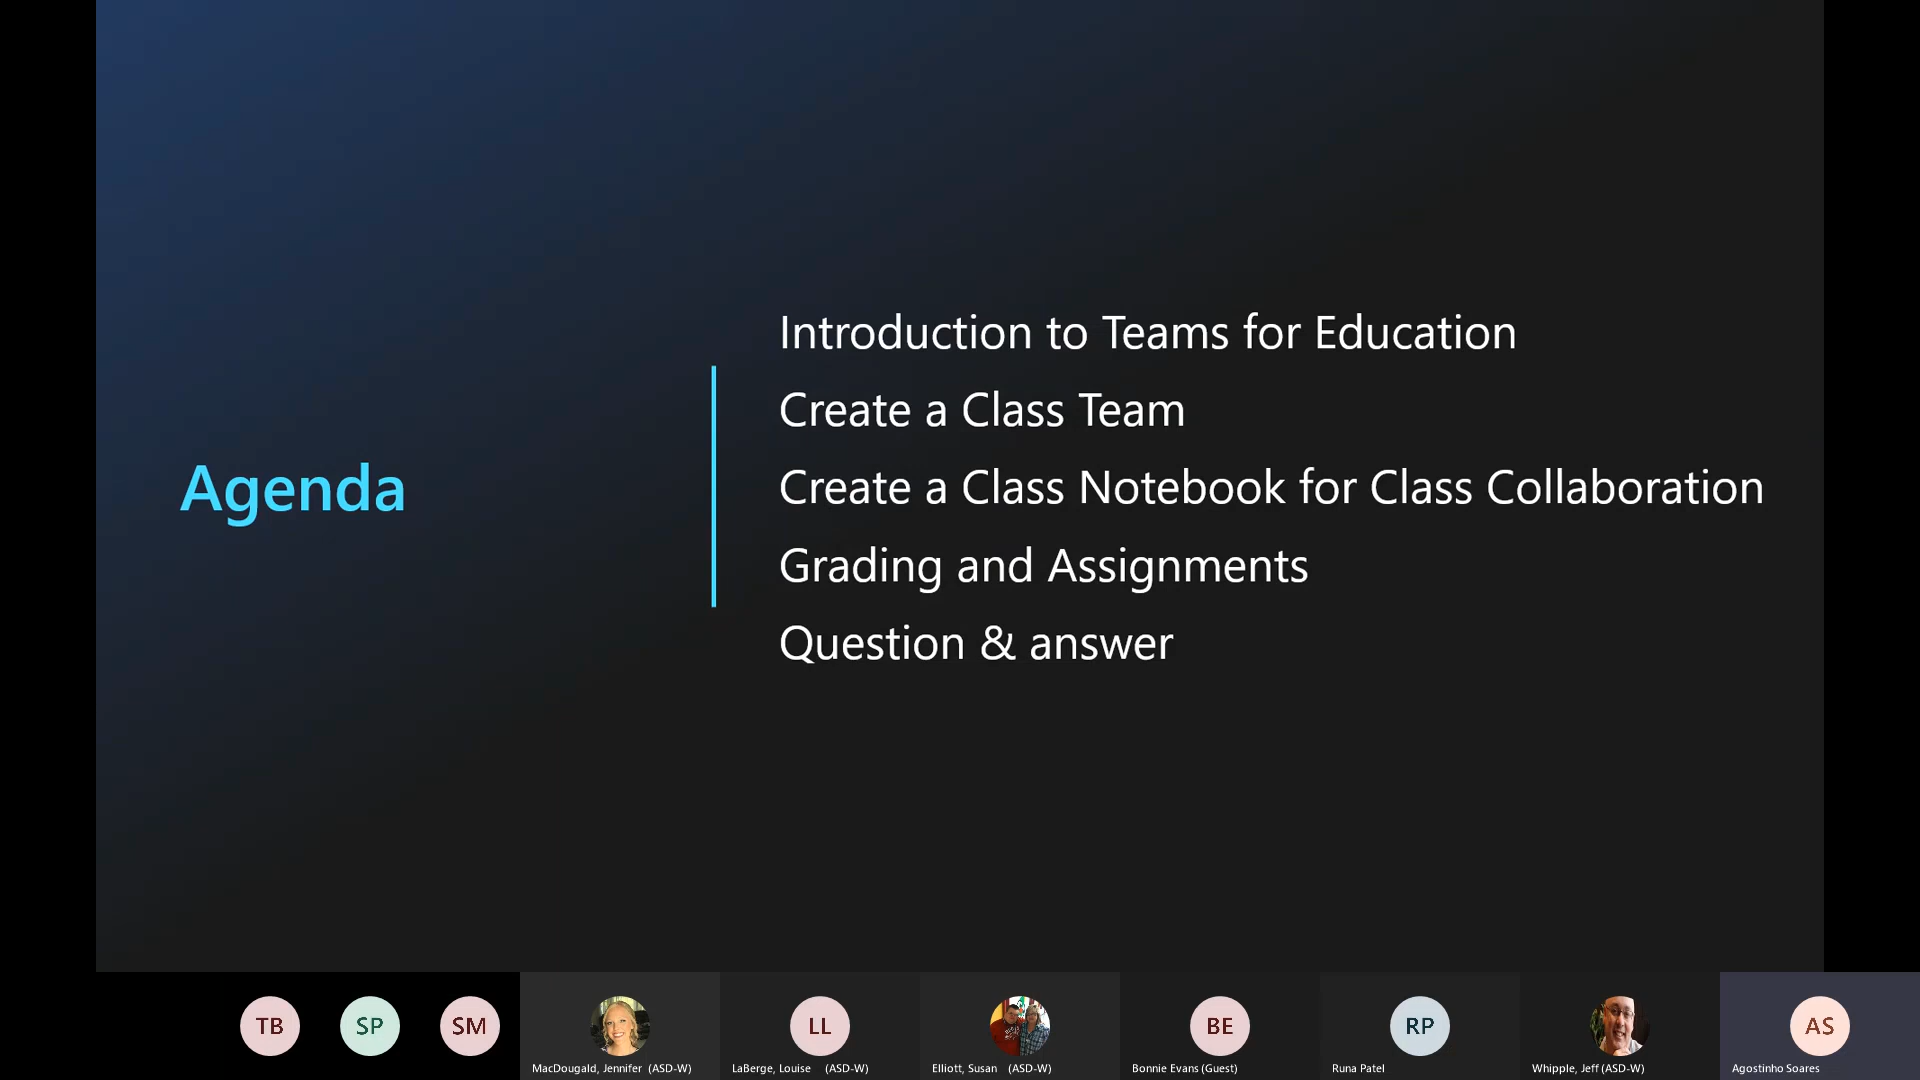 Agenda
Introduction to Teams for Education
Create a Class Team
Create a Class Notebook for Class Collaboration
Grading and Assignments
Question & answer
TB
SP
SM
LL
BE
RP
AS
MacDougald, Jennifer (ASD-W)
LaBerge, Louise (ASD-W)
Elliott, Susan (ASD-W)
Bonnie Evans (Guest)
Runa Patel
Whipple, Jeff (ASD-W)
Agostinho Soares